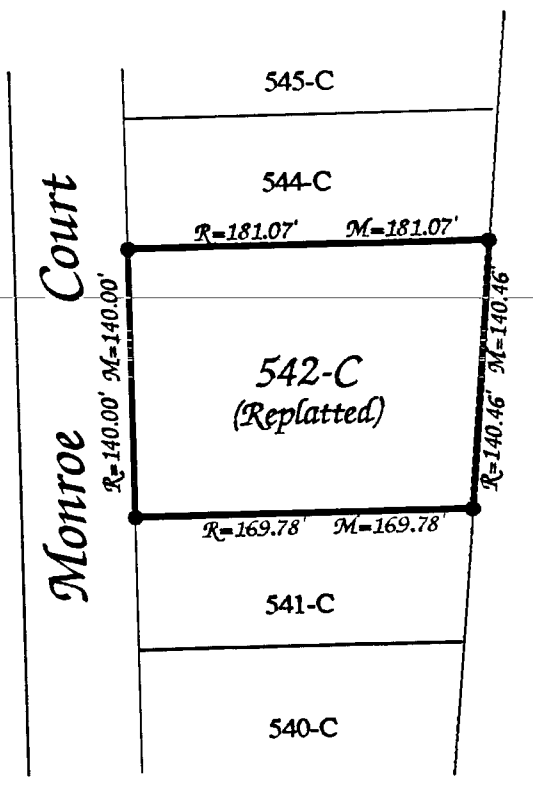 545-C
544-C
R=181.07' M=181.07'
Monroe Court
R=140.00' M=140.00'
R=140.46' M=140.46'
542-C
(Replatted)
R=169.78' M=169.78'
541-C
540-C